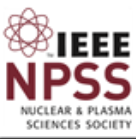 IEEE
NPSS
NUCLEAR & PLASMA
SCIENCES SOCIETY